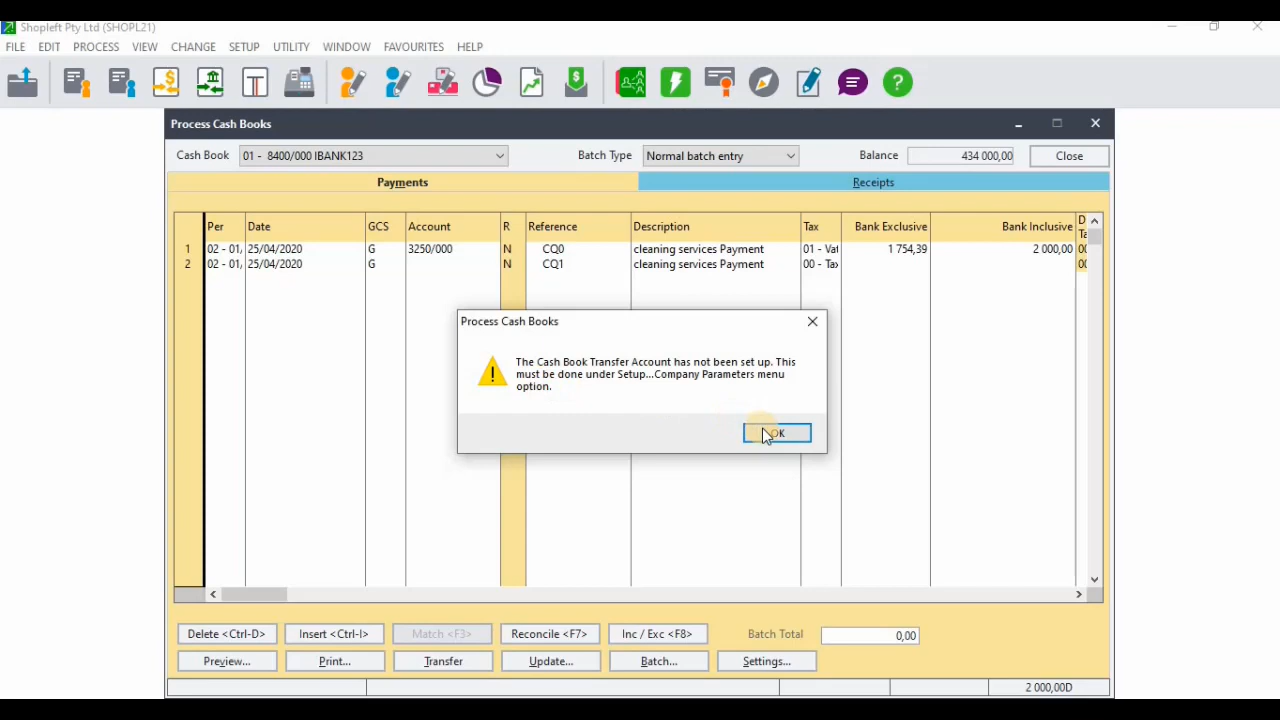 Shopleft Pty Ltd (SHOPL21)
FILE EDIT PROCESS VIEW CHANGE SETUP UTILITY WINDOW FAVOURITES HELP
Process Cash Books
Cash Book 01 - 8400/000 IBANK123 Batch Type Normal batch entry Balance 434 000,00 Close
Payments Receipts
Per Date GCS Account R Reference Description Tax Bank Exclusive Bank Inclusive
1 02 - 01, 25/04/2020 G 3250/000 N CQ0 cleaning services Payment 01 - Vat 1 754,39 2 000,00
2 02 - 01, 25/04/2020 G N CQ1 cleaning services Payment 00 - Tax
Process Cash Books
The Cash Book Transfer Account has not been set up. This
must be done under Setup...Company Parameters menu
option.
OK
Delete <Ctrl-D> Insert <Ctrl-I> Match <F3> Reconcile <F7> Inc / Exc <F8> Batch Total 0,00
Preview... Print... Transfer Update... Batch... Settings...
2 000,00D